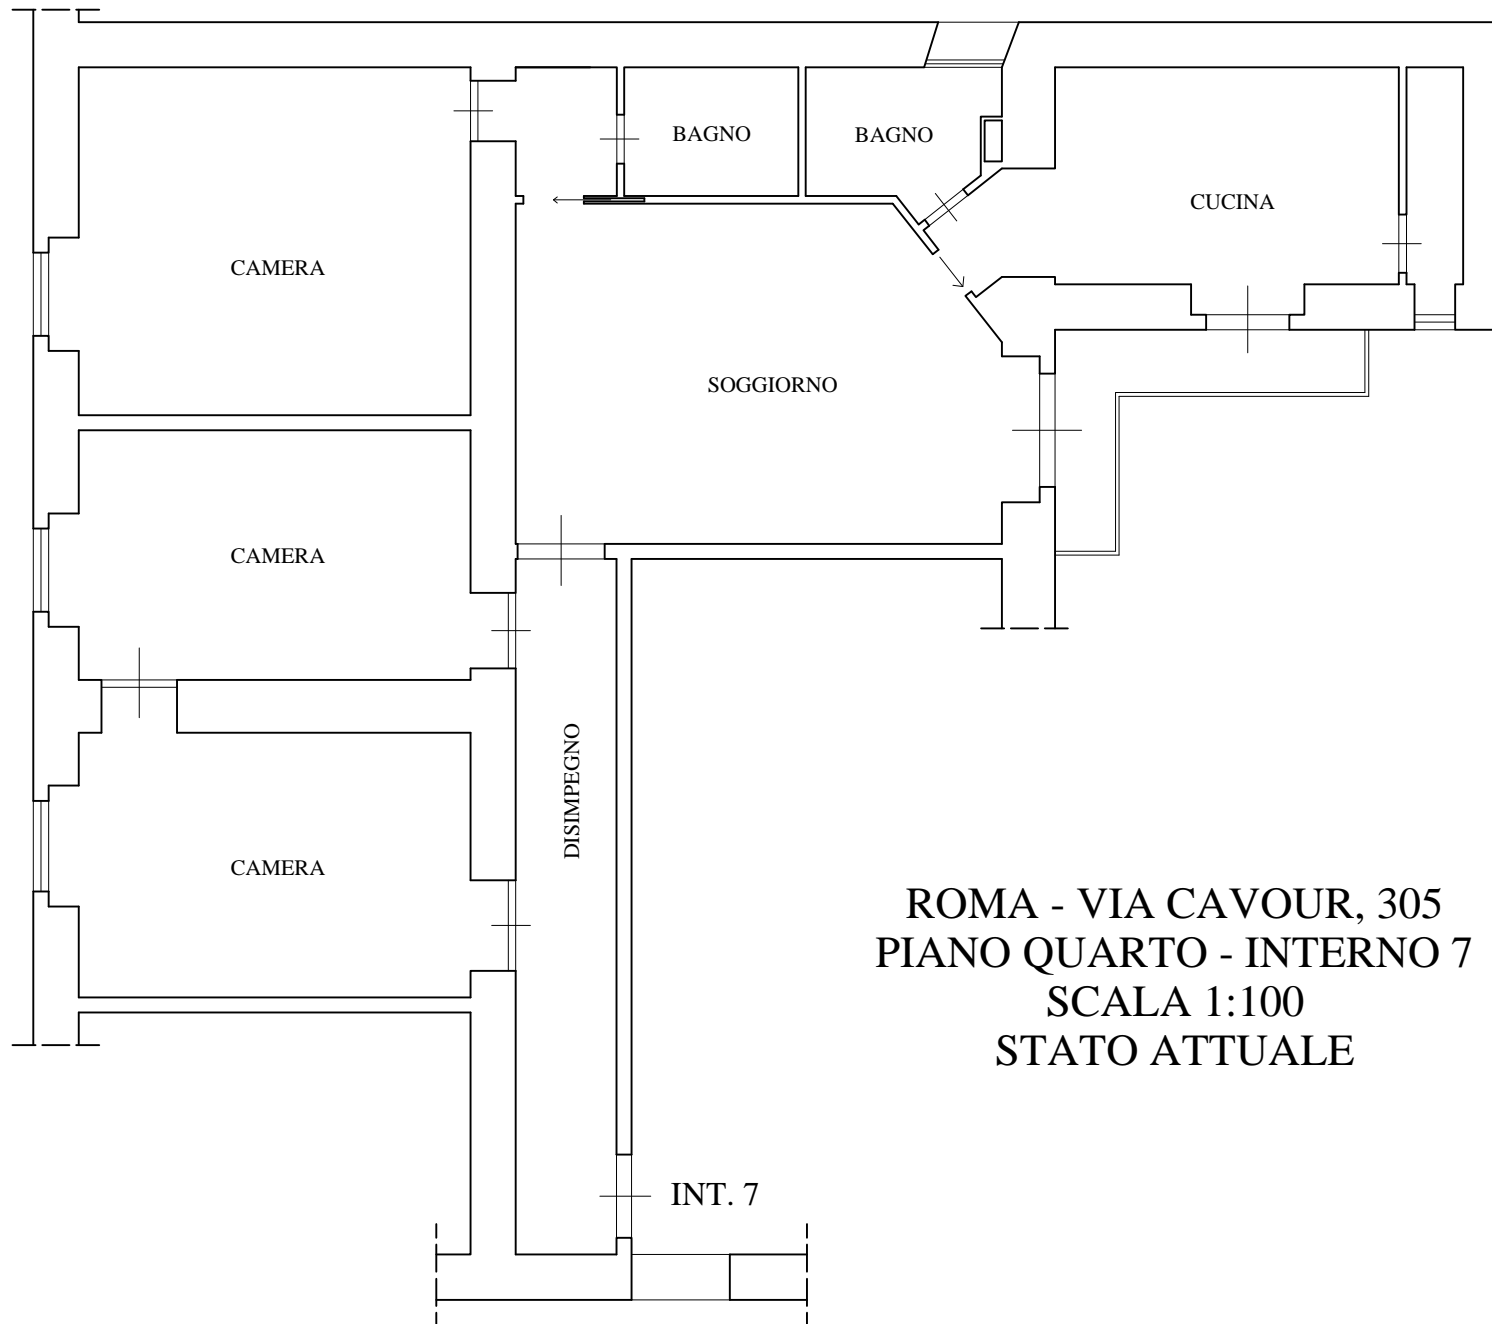 BAGNO
BAGNO
CUCINA
CAMERA
SOGGIORNO
CAMERA
DISIMPEGNO
CAMERA
ROMA - VIA CAVOUR, 305
PIANO QUARTO - INTERNO 7
SCALA 1:100
STATO ATTUALE
INT. 7